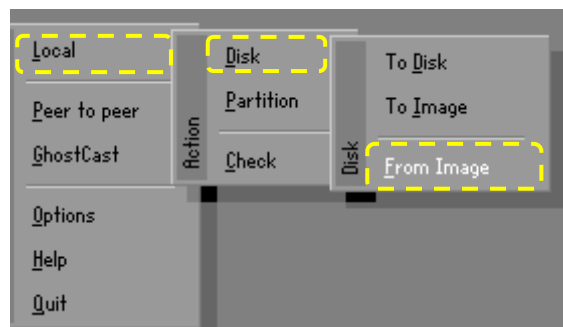 Local
Peer to peer
GhostCast
Options
Help
Quit
Action
Disk
Partition
Check
Disk
To Disk
To Image
From Image